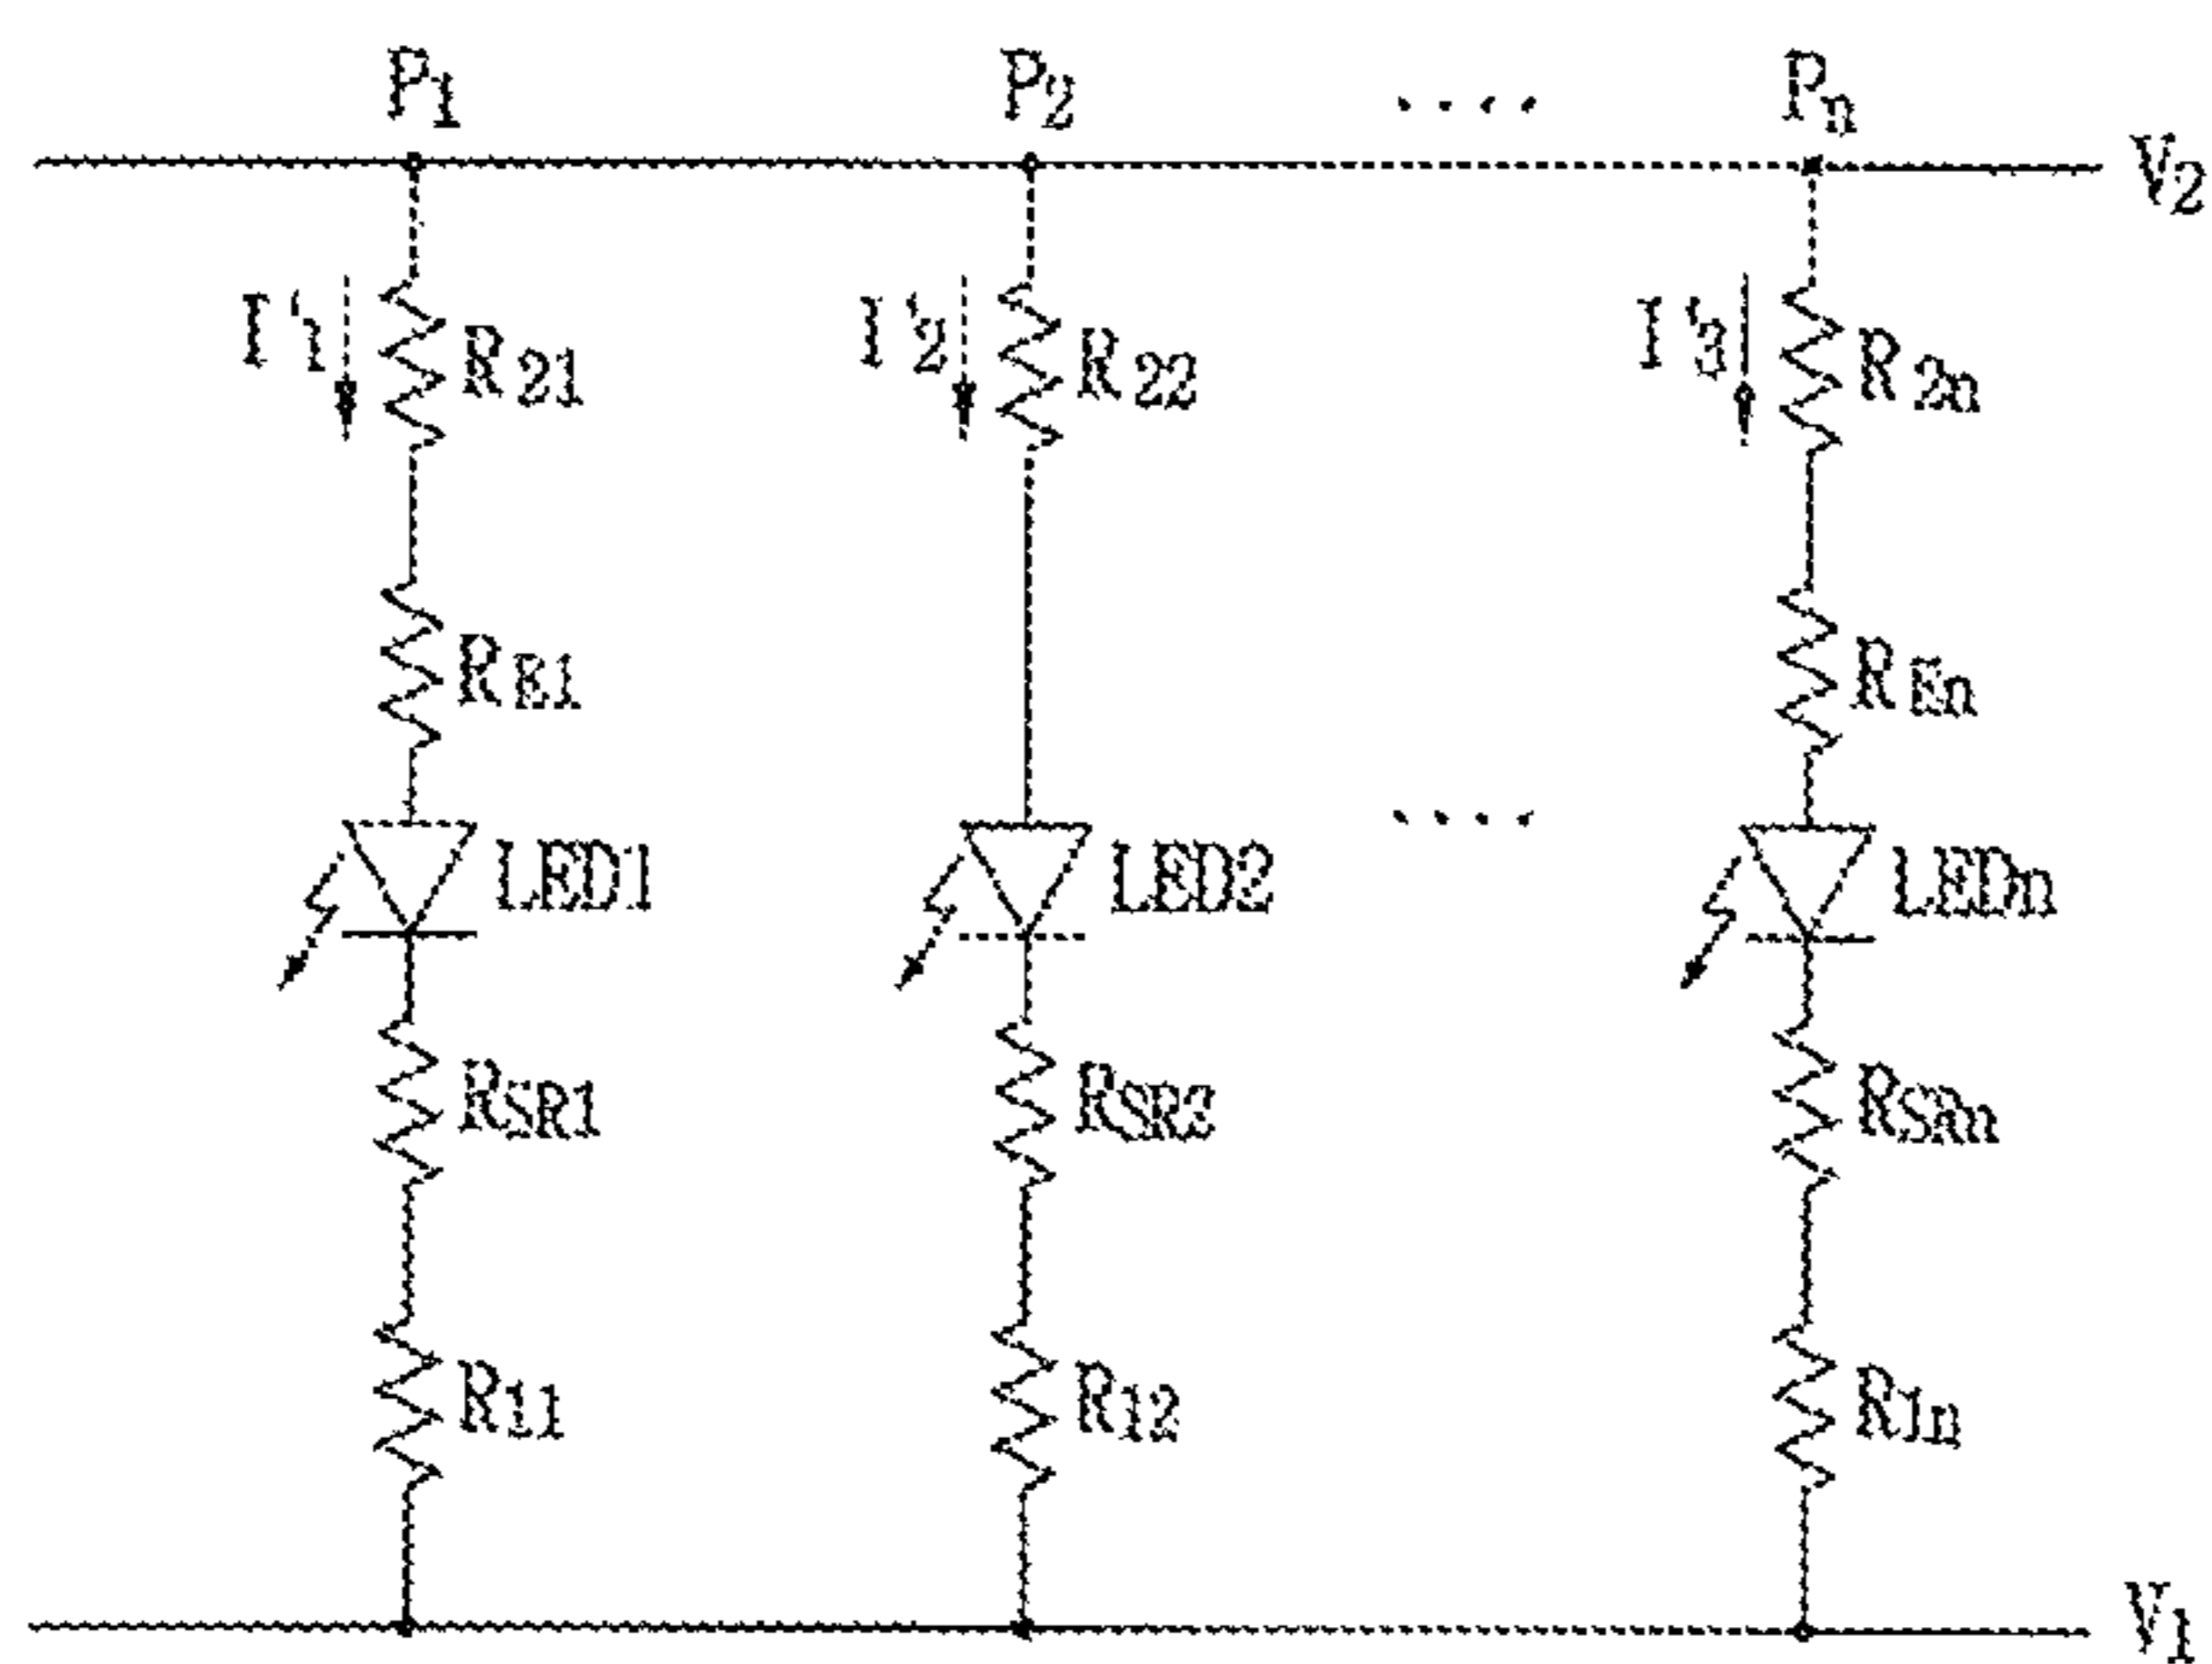 P1 P2 .... Pn
V2
I'1 R21 I'2 R22 I'3 R2n
RE1 REn
LED1 LED2 .... LEDn
RSR1 RSR2 RSRn
R11 R12 R1n
V1